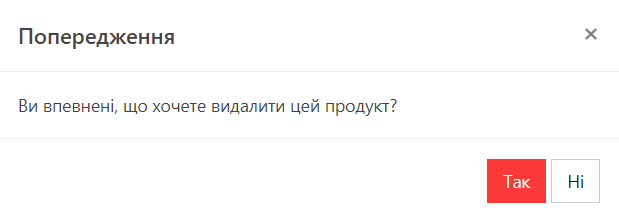 Попередження
×
Ви впевнені, що хочете видалити цей продукт?
Так Ні